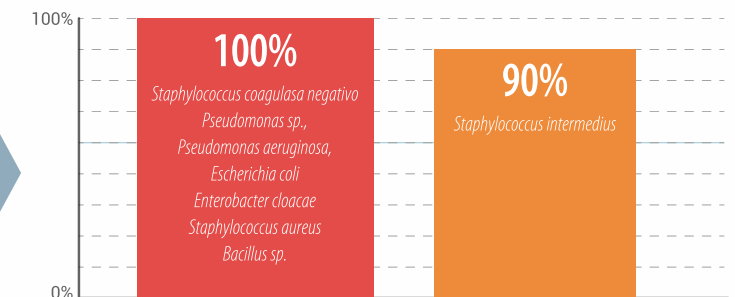 100%
100%
Staphylococcus coagulasa negativo
Pseudomonas sp.,
Pseudomonas aeruginosa,
Escherichia coli
Enterobacter cloacae
Staphylococcus aureus
Bacillus sp.
90%
Staphylococcus intermedius
0%